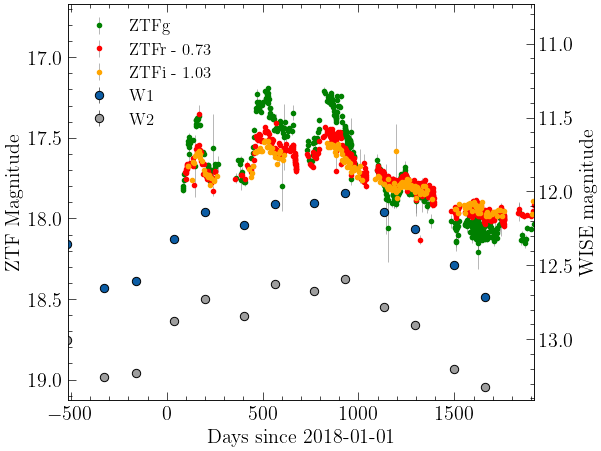 ZTFg
ZTFr - 0.73
ZTFi - 1.03
W1
W2
ZTF Magnitude
17.0
17.5
18.0
18.5
19.0
11.0
11.5
12.0
12.5
13.0
WISE magnitude
−500
0
500
1000
1500
Days since 2018-01-01